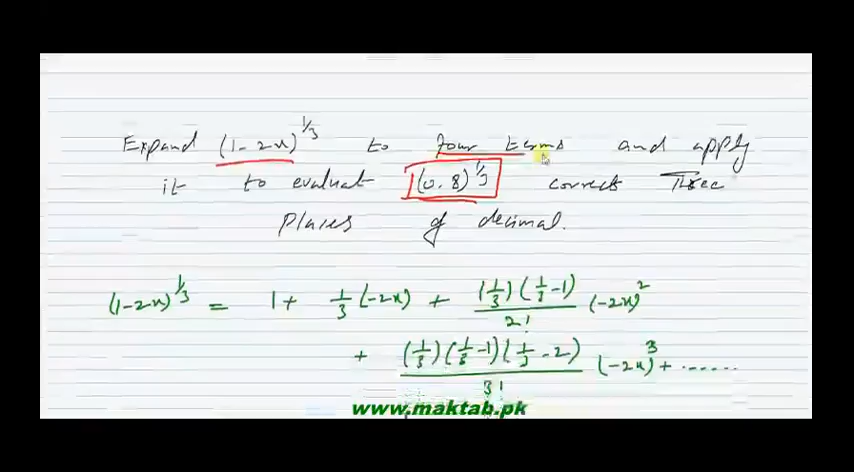 Expand (1-2x)^1/3 to four terms and apply
it to evaluat (0.8)^1/3 correct Three
places of decimal.
(1-2x)^1/3 = 1 + 1/3 (-2x) + (1/3)(1/3 -1)/2! (-2x)^2
+ (1/3)(1/3 -1)(1/3 -2)/3! (-2x)^3 + ......
www.maktab.pk